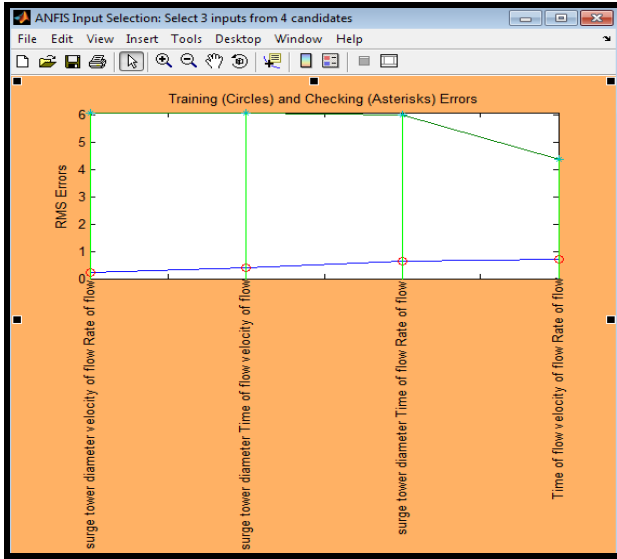 ANFIS Input Selection: Select 3 inputs from 4 candidates
File Edit View Insert Tools Desktop Window Help
Training (Circles) and Checking (Asterisks) Errors
6
5
4
3
2
1
0
RMS Errors
surge tower diameter velocity of flow Rate of flow
surge tower diameter Time of flow velocity of flow
surge tower diameter Time of flow Rate of flow
Time of flow velocity of flow Rate of flow